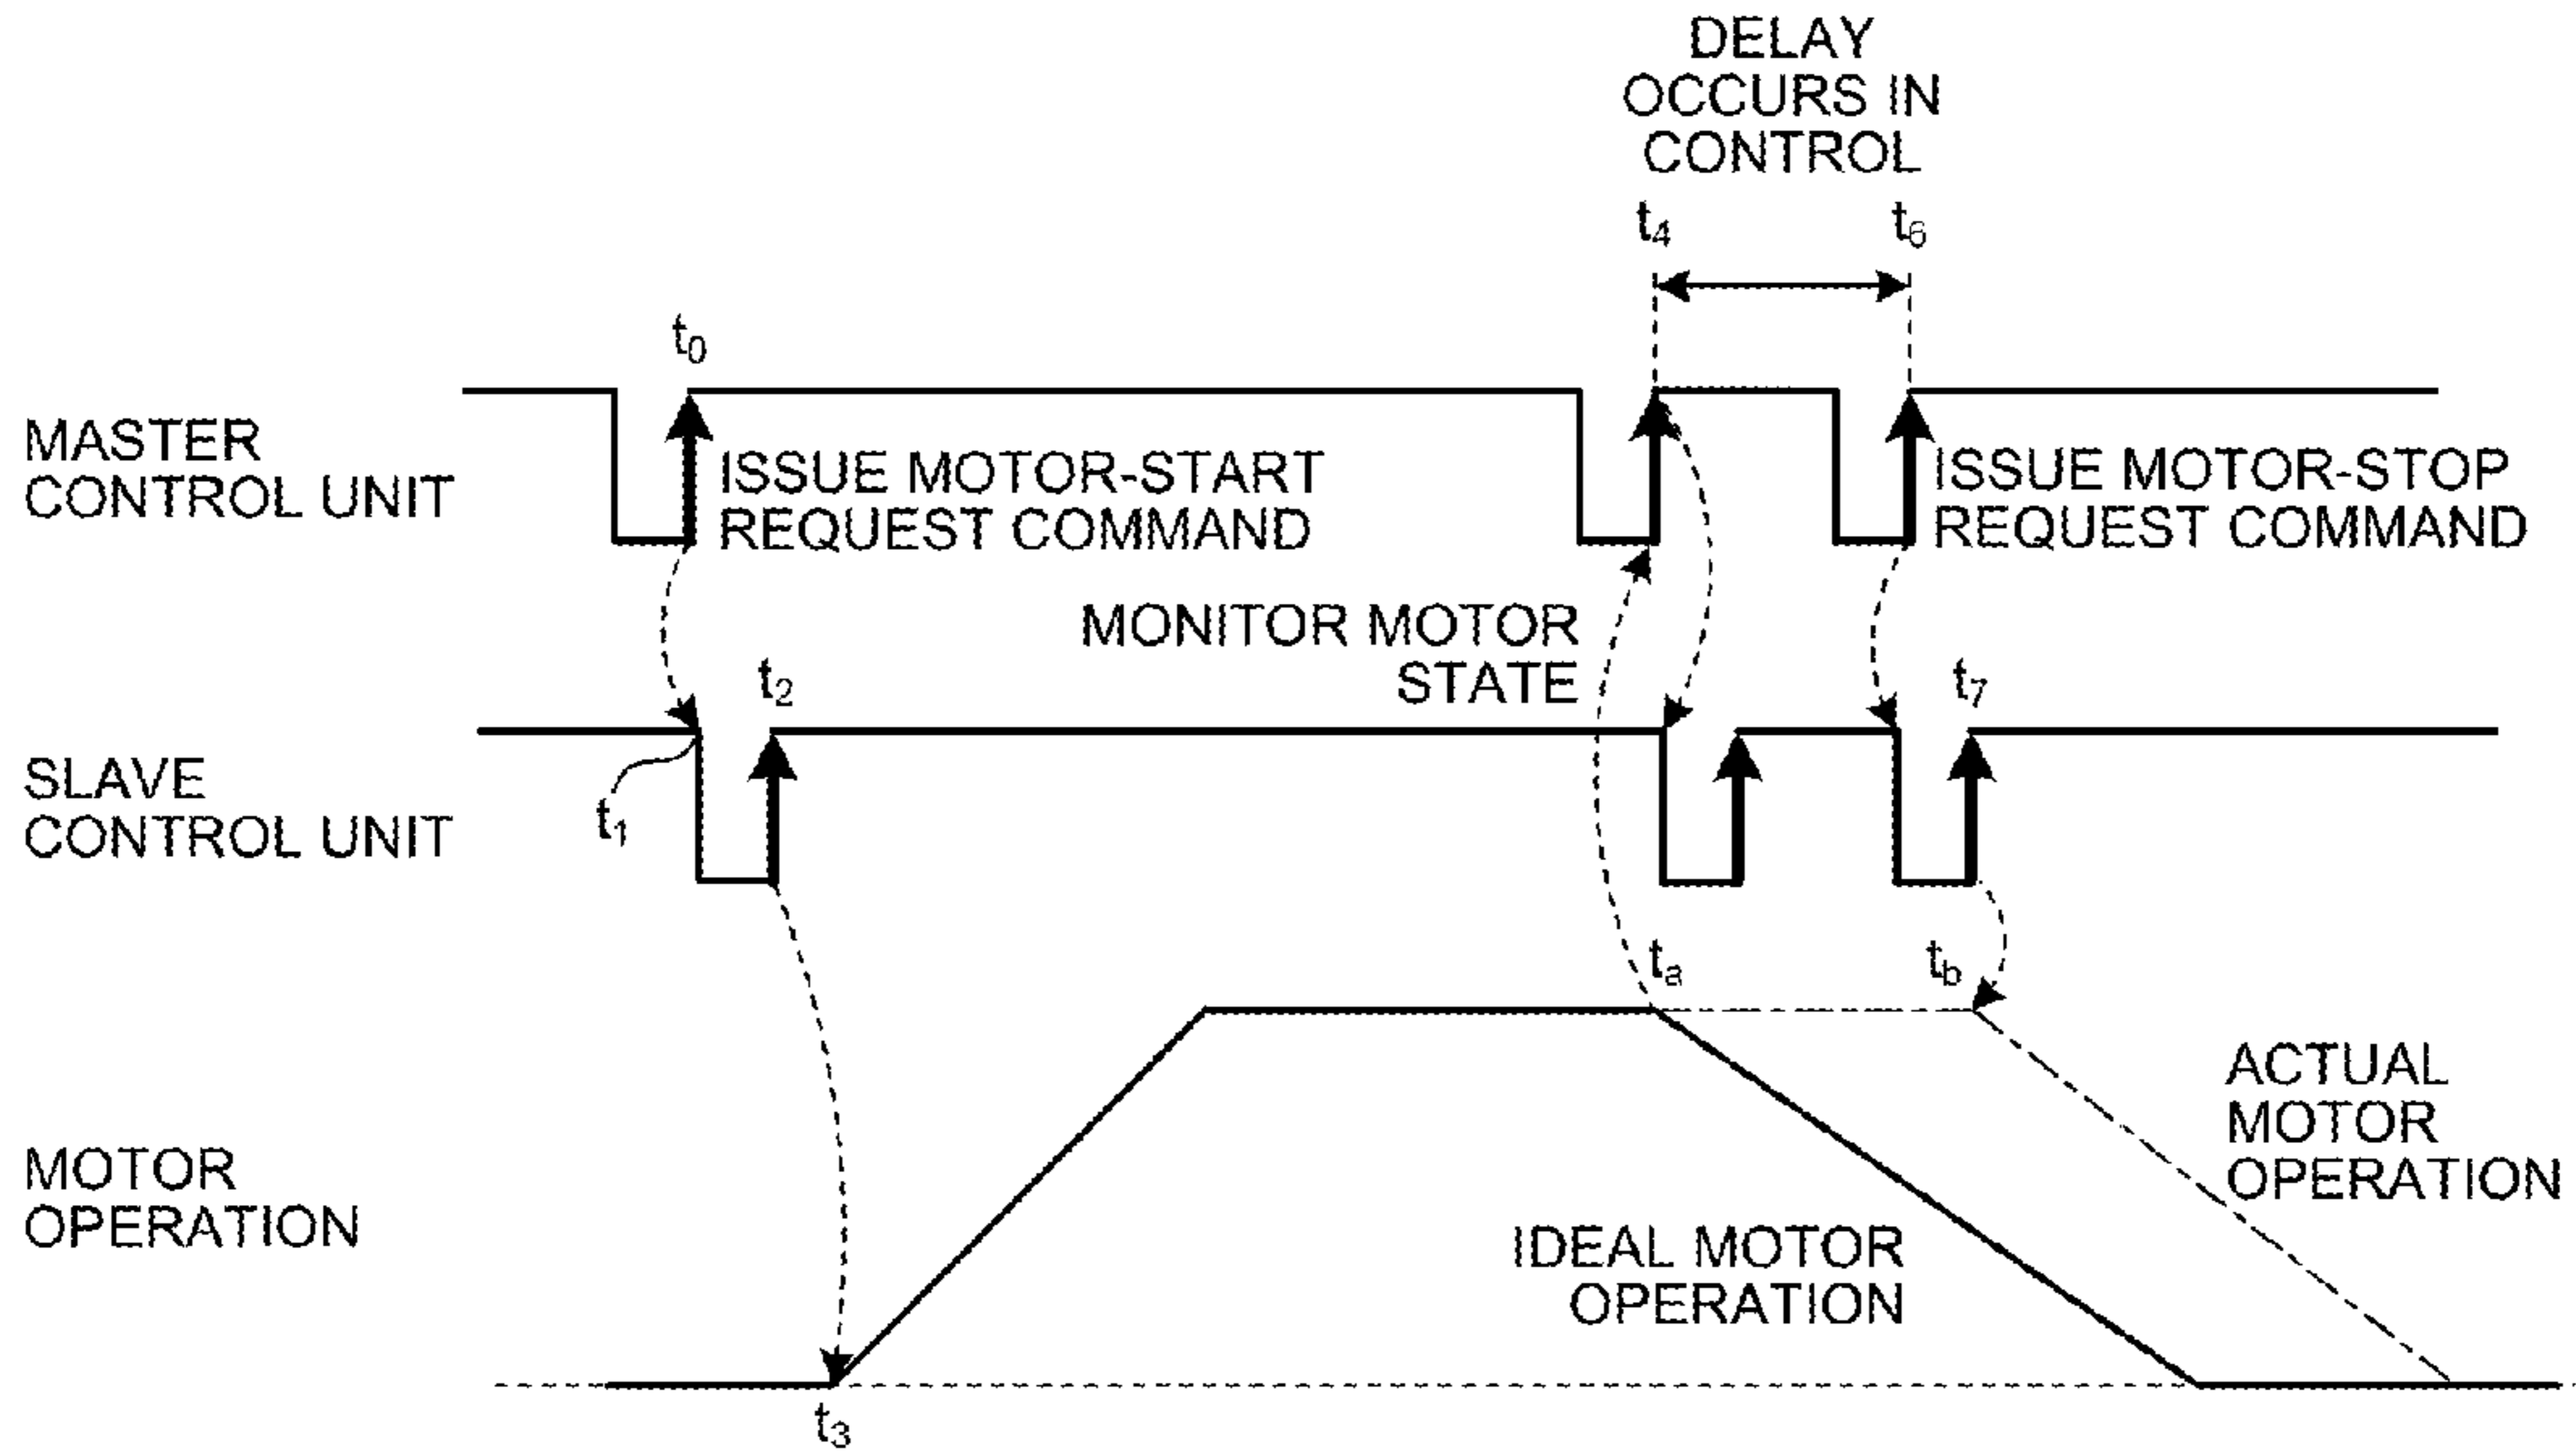 DELAY
OCCURS IN
CONTROL
t4
t6
t0
MASTER
CONTROL UNIT
ISSUE MOTOR-START
REQUEST COMMAND
ISSUE MOTOR-STOP
REQUEST COMMAND
MONITOR MOTOR
STATE
t2
t7
SLAVE
CONTROL UNIT
t1
ta
tb
ACTUAL
MOTOR
OPERATION
MOTOR
OPERATION
IDEAL MOTOR
OPERATION
t3